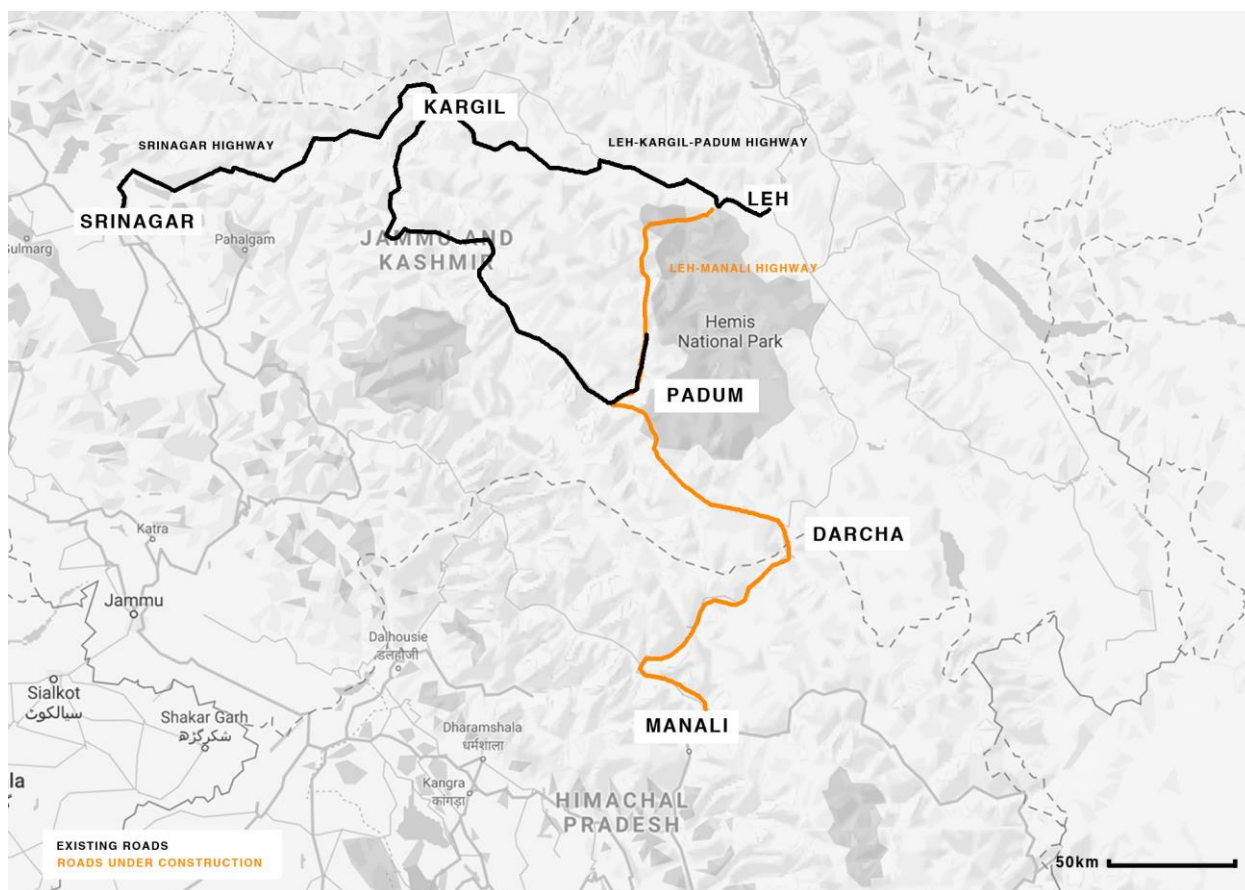 KARGIL
SRINAGAR HIGHWAY
LEH-KARGIL-PADUM HIGHWAY
LEH
SRINAGAR
Pahalgam
Gulmarg
JAMMU AND
KASHMIR
LEH-MANALI HIGHWAY
Hemis
National Park
PADUM
DARCHA
Katra
Jammu
Dalhousie
डलहौजी
Sialkot
سیالکوٹ
Shakar Garh
شکرگڑھ
MANALI
Dharamshala
धर्मशाला
Kangra
कांगड़ा
HIMACHAL
PRADESH
la
EXISTING ROADS
ROADS UNDER CONSTRUCTION
50km